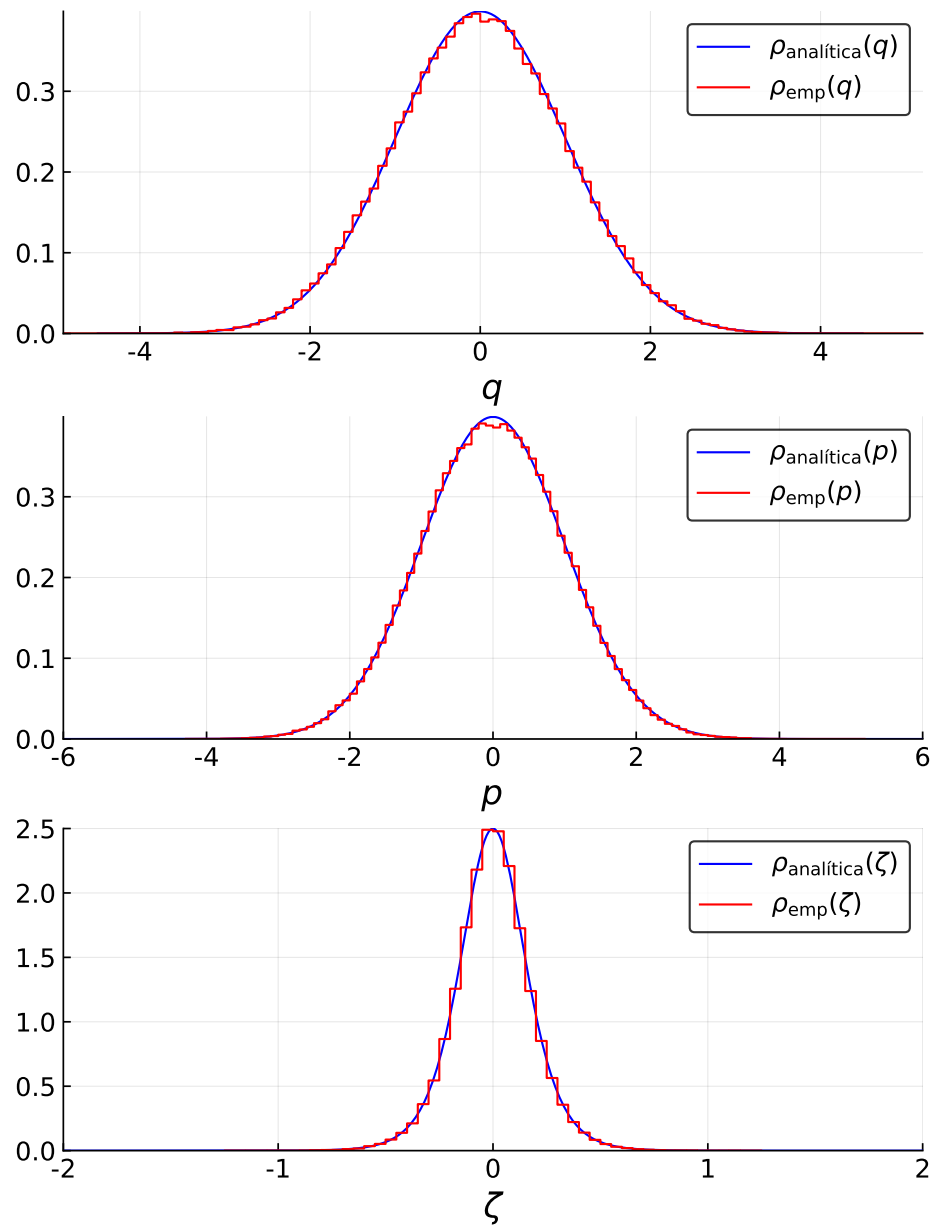 ρanalítica(q)
ρemp(q)
0.3
0.2
0.1
0.0
-4 -2 0 2 4
q
ρanalítica(p)
ρemp(p)
0.3
0.2
0.1
0.0
-6 -4 -2 0 2 4 6
p
2.5
ρanalítica(ζ)
ρemp(ζ)
2.0
1.5
1.0
0.5
0.0
-2 -1 0 1 2
ζ